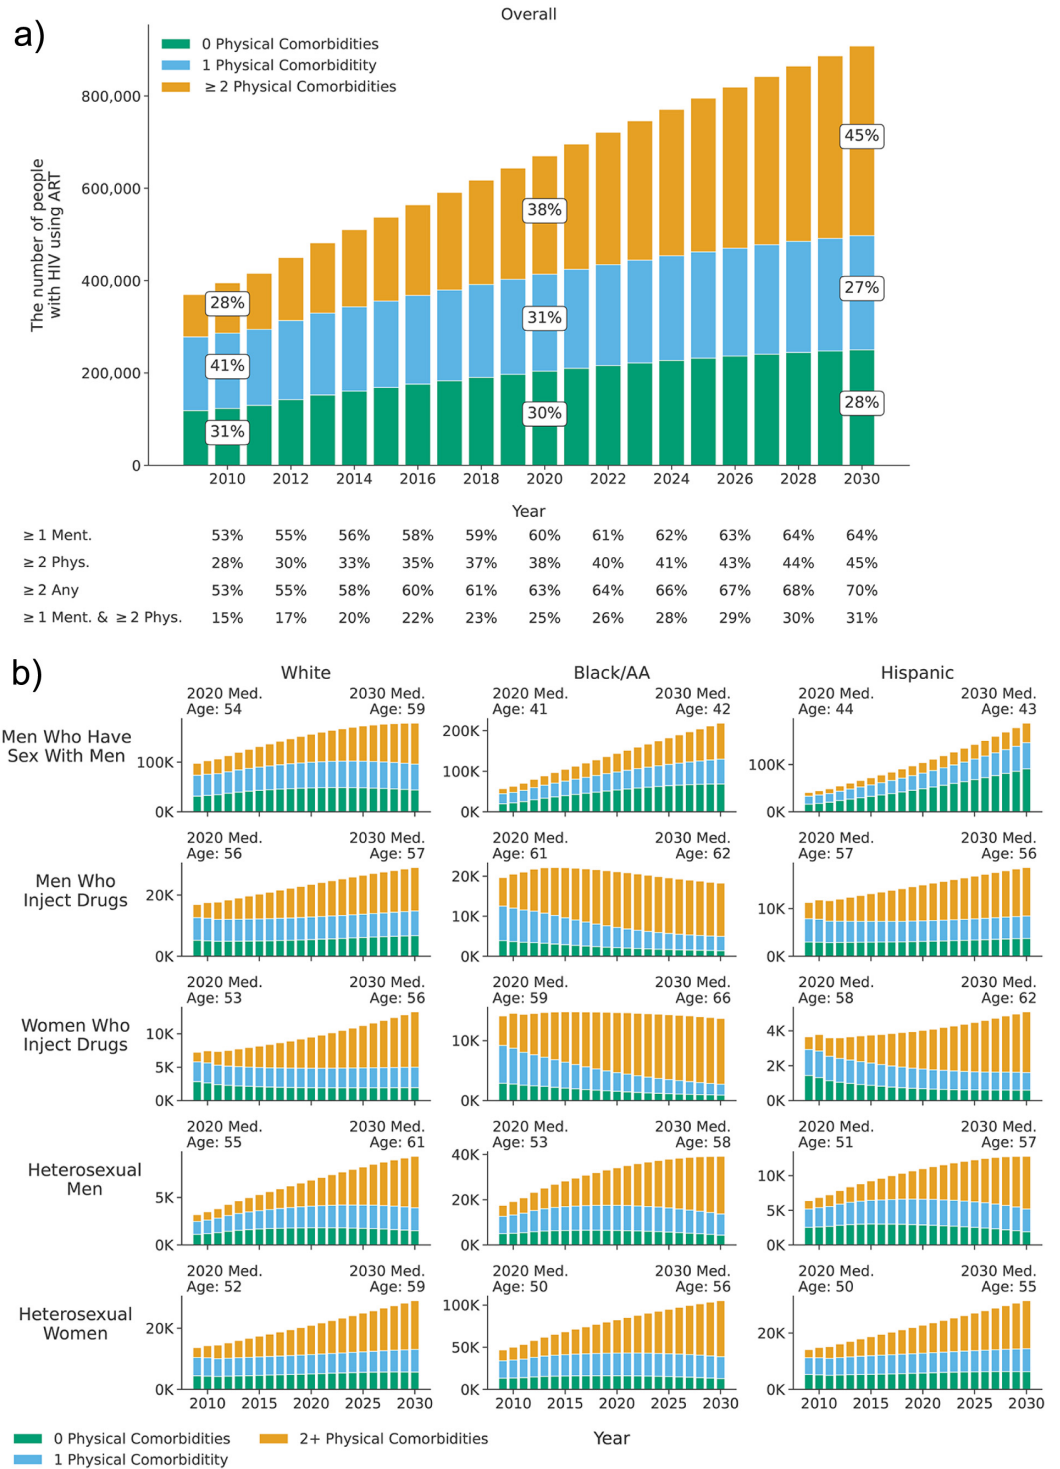 a)
Overall
0 Physical Comorbidities
1 Physical Comorbiditity
≥ 2 Physical Comorbidities
The number of people
with HIV using ART
800,000
600,000
400,000
200,000
0
28%
41%
31%
38%
31%
30%
45%
27%
28%
2010 2012 2014 2016 2018 2020 2022 2024 2026 2028 2030
Year
≥ 1 Ment. 53% 55% 56% 58% 59% 60% 61% 62% 63% 64% 64%
≥ 2 Phys. 28% 30% 33% 35% 37% 38% 40% 41% 43% 44% 45%
≥ 2 Any 53% 55% 58% 60% 61% 63% 64% 66% 67% 68% 70%
≥ 1 Ment. & ≥ 2 Phys. 15% 17% 20% 22% 23% 25% 26% 28% 29% 30% 31%
b)
White Black/AA Hispanic
Men Who Have
Sex With Men
2020 Med. 2030 Med. 2020 Med. 2030 Med. 2020 Med. 2030 Med.
Age: 54 Age: 59 Age: 41 Age: 42 Age: 44 Age: 43
100K
0K
200K
100K
0K
100K
0K
Men Who
Inject Drugs
2020 Med. 2030 Med. 2020 Med. 2030 Med. 2020 Med. 2030 Med.
Age: 56 Age: 57 Age: 61 Age: 62 Age: 57 Age: 56
20K
0K
20K
10K
0K
10K
0K
Women Who
Inject Drugs
2020 Med. 2030 Med. 2020 Med. 2030 Med. 2020 Med. 2030 Med.
Age: 53 Age: 56 Age: 59 Age: 66 Age: 58 Age: 62
10K
5K
0K
10K
0K
4K
2K
0K
Heterosexual
Men
2020 Med. 2030 Med. 2020 Med. 2030 Med. 2020 Med. 2030 Med.
Age: 55 Age: 61 Age: 53 Age: 58 Age: 51 Age: 57
5K
0K
40K
20K
0K
10K
5K
0K
Heterosexual
Women
2020 Med. 2030 Med. 2020 Med. 2030 Med. 2020 Med. 2030 Med.
Age: 52 Age: 59 Age: 50 Age: 56 Age: 50 Age: 55
20K
0K
100K
50K
0K
20K
0K
2010 2015 2020 2025 2030 2010 2015 2020 2025 2030 2010 2015 2020 2025 2030
0 Physical Comorbidities 2+ Physical Comorbidities Year
1 Physical Comorbiditity